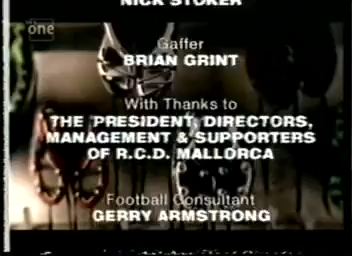 NICK STOKER
one
Gaffer
BRIAN GRINT
With Thanks to
THE PRESIDENT, DIRECTORS,
MANAGEMENT & SUPPORTERS
OF R.C.D. MALLORCA
Football Consultant
GERRY ARMSTRONG